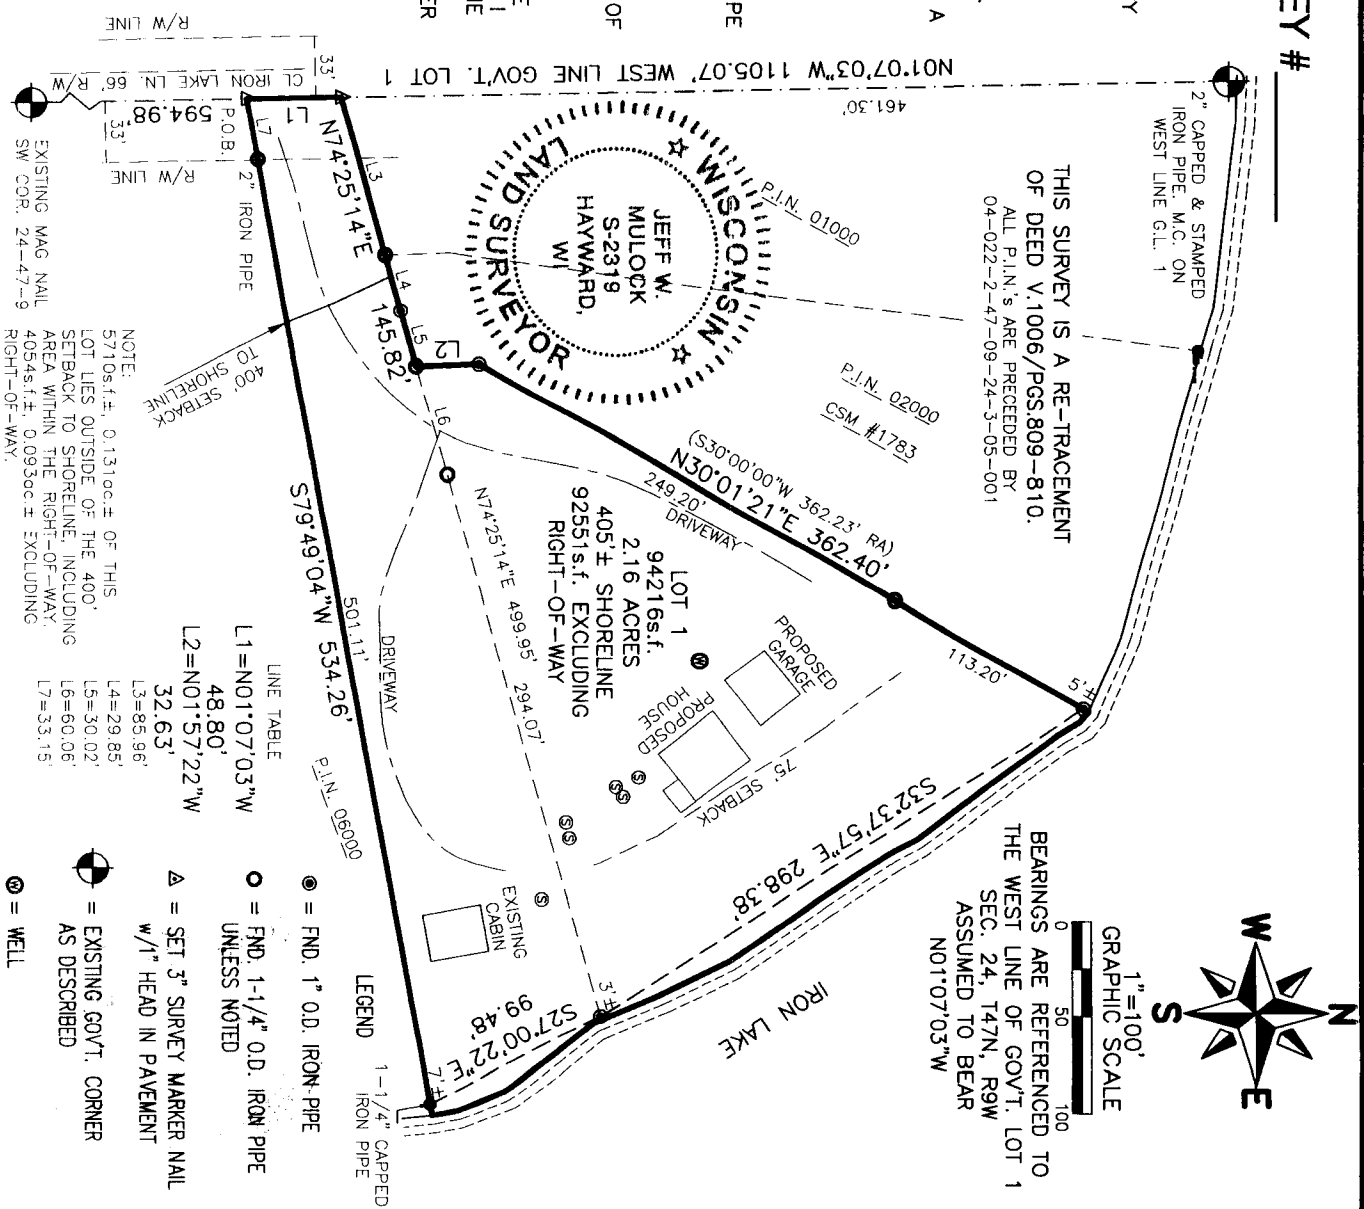 EY #
Y
A
PE
OF
E
I
IE
ER
N
W
E
S
1"=100'
GRAPHIC SCALE
0 50 100
BEARINGS ARE REFERENCED TO
THE WEST LINE OF GOV'T. LOT 1
SEC. 24, T47N, R9W
ASSUMED TO BEAR
N01°07'03"W
2" CAPPED & STAMPED
IRON PIPE, M.C. ON
WEST LINE G.L. 1
THIS SURVEY IS A RE-TRACEMENT
OF DEED V.1006/PGS.809-810.
ALL P.I.N.'s ARE PRECEEDED BY
04-022-2-47-09-24-3-05-001
N01°07'03"W 1105.07' WEST LINE GOV'T. LOT 1
461.30'
P.I.N. 01000
P.I.N. 02000
CSM #1783
WISCONSIN
LAND SURVEYOR
JEFF W.
MULOCK
S-2319
HAYWARD,
WI
(S30°00'00"W 362.23' RA)
N30°01'21"E 362.40'
249.20'
113.20'
DRIVEWAY
5'±
S32°37'57"E 298.38'
IRON LAKE
3'±
S27°00'22"E
99.48'
7'±
1-1/4" CAPPED
IRON PIPE
PROPOSED
GARAGE
PROPOSED
HOUSE
75' SETBACK
W
S
S
S
S
S
S
EXISTING
CABIN
LOT 1
94216s.f.
2.16 ACRES
405'± SHORELINE
92551s.f. EXCLUDING
RIGHT-OF-WAY
N74°25'14"E 499.95'
294.07'
DRIVEWAY
501.11'
S79°49'04"W 534.26'
P.I.N. 06000
N74°25'14"E
145.82'
L1
L2
L3
L4
L5
L6
L7
400' SETBACK
TO
SHORELINE
R/W LINE
33'
CL IRON LAKE LN. 66' R/W
33'
R/W LINE
594.98'
P.O.B.
2" IRON PIPE
EXISTING MAG NAIL
SW COR. 24-47-9
NOTE:
5710s.f.±, 0.131ac.± OF THIS
LOT LIES OUTSIDE OF THE 400'
SETBACK TO SHORELINE, INCLUDING
AREA WITHIN THE RIGHT-OF-WAY.
4054s.f.±, 0.093ac.± EXCLUDING
RIGHT-OF-WAY.
LINE TABLE
L1=N01°07'03"W
48.80'
L2=N01°57'22"W
32.63'
L3=85.96'
L4=29.85'
L5=30.02'
L6=60.06'
L7=33.15'
LEGEND
= FND. 1" O.D. IRON PIPE
= FND. 1-1/4" O.D. IRON PIPE
UNLESS NOTED
= SET 3" SURVEY MARKER NAIL
w/1" HEAD IN PAVEMENT
= EXISTING GOV'T. CORNER
AS DESCRIBED
W = WELL